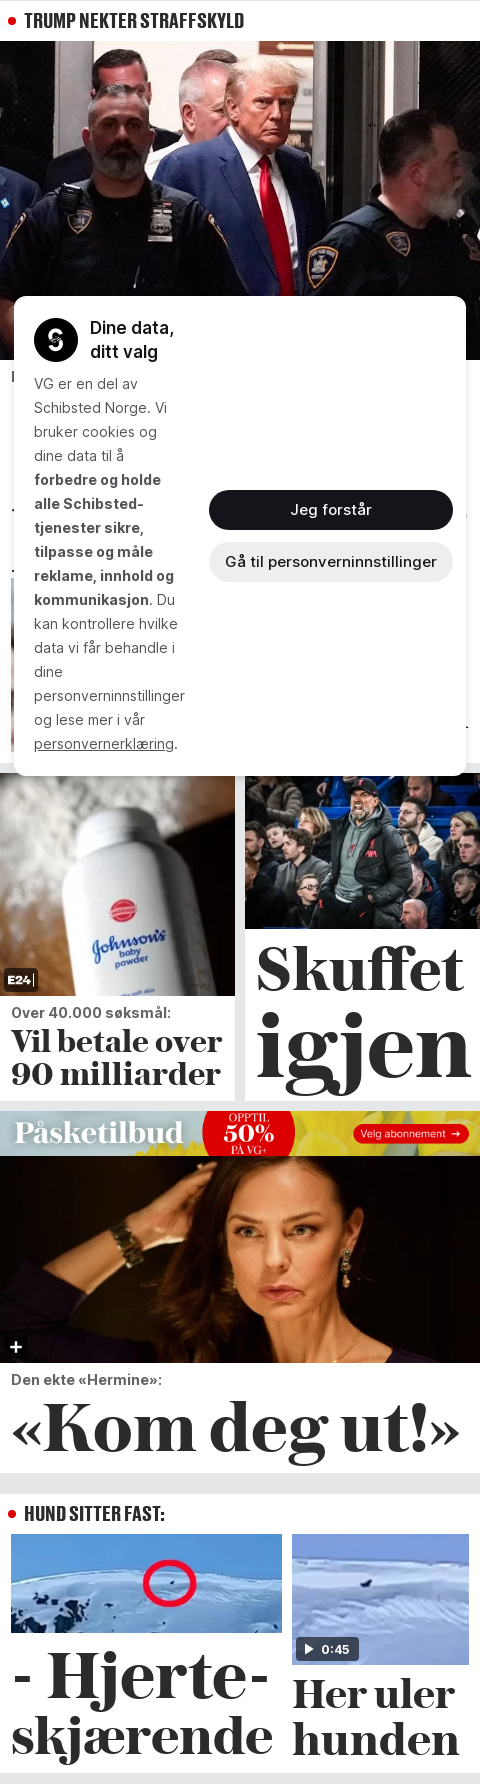 TRUMP NEKTER STRAFFSKYLD
Dine data,
ditt valg
VG er en del av
Schibsted Norge. Vi
bruker cookies og
dine data til å
forbedre og holde
alle Schibsted-
tjenester sikre,
tilpasse og måle
reklame, innhold og
kommunikasjon. Du
kan kontrollere hvilke
data vi får behandle i
dine
personverninnstillinger
og lese mer i vår
personvernerklæring.
Jeg forstår
Gå til personverninnstillinger
Johnson's
baby
powder
E24
Over 40.000 søksmål:
Vil betale over
90 milliarder
Skuffet
igjen
Påsketilbud
OPPTIL
50%
PÅ VG+
Velg abonnement →
Den ekte «Hermine»:
«Kom deg ut!»
HUND SITTER FAST:
- Hjerte-
skjærende
0:45
Her uler
hunden